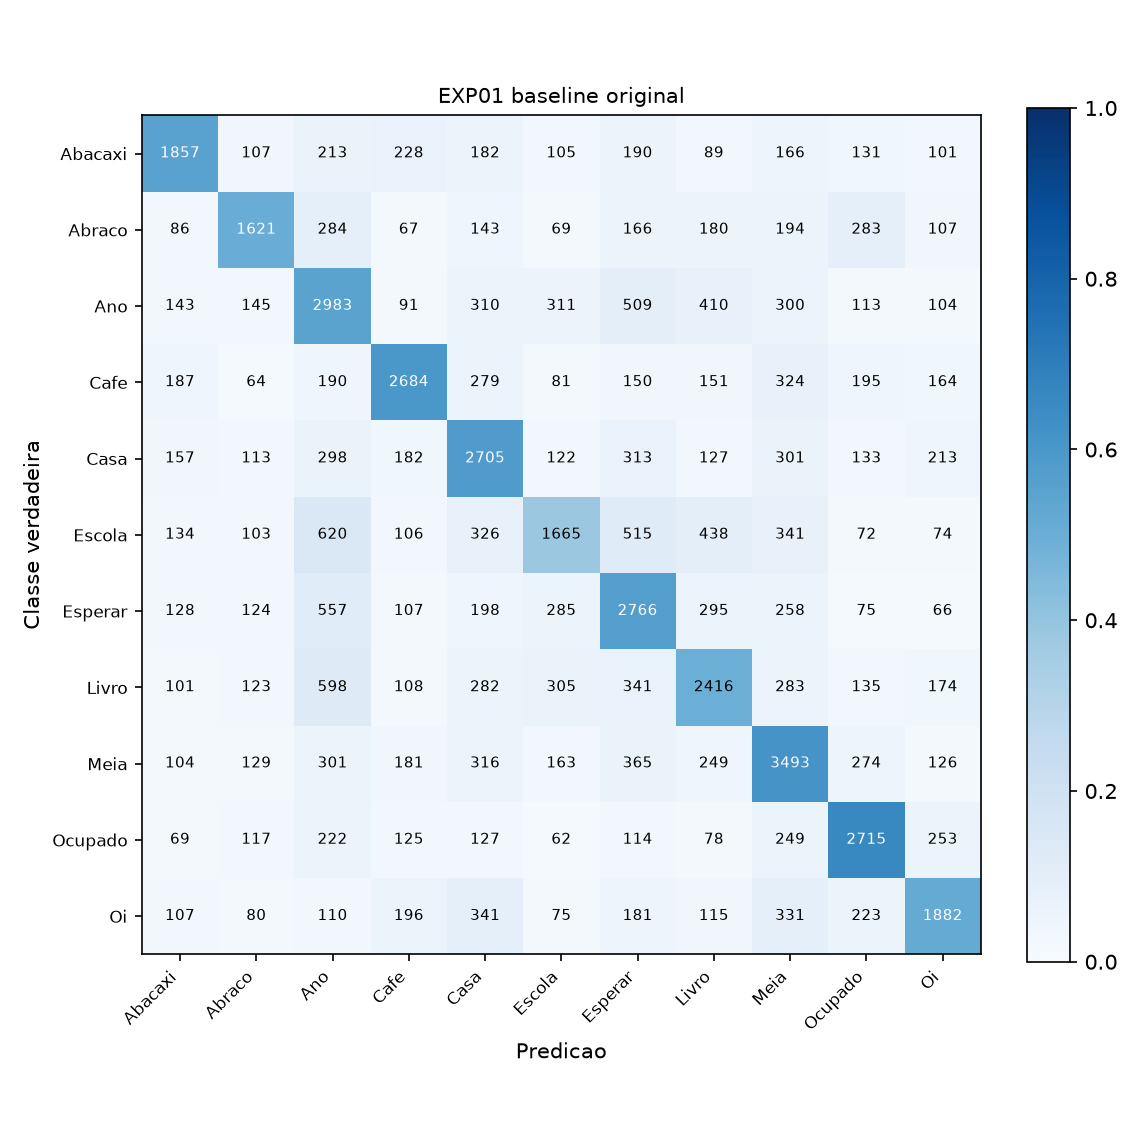 EXP01 baseline original
Abacaxi 1857 107 213 228 182 105 190 89 166 131 101
Abraco 86 1621 284 67 143 69 166 180 194 283 107
Ano 143 145 2983 91 310 311 509 410 300 113 104
Cafe 187 64 190 2684 279 81 150 151 324 195 164
Casa 157 113 298 182 2705 122 313 127 301 133 213
Escola 134 103 620 106 326 1665 515 438 341 72 74
Esperar 128 124 557 107 198 285 2766 295 258 75 66
Livro 101 123 598 108 282 305 341 2416 283 135 174
Meia 104 129 301 181 316 163 365 249 3493 274 126
Ocupado 69 117 222 125 127 62 114 78 249 2715 253
Oi 107 80 110 196 341 75 181 115 331 223 1882
Abacaxi Abraco Ano Cafe Casa Escola Esperar Livro Meia Ocupado Oi
Predicao
Classe verdadeira
1.0
0.8
0.6
0.4
0.2
0.0